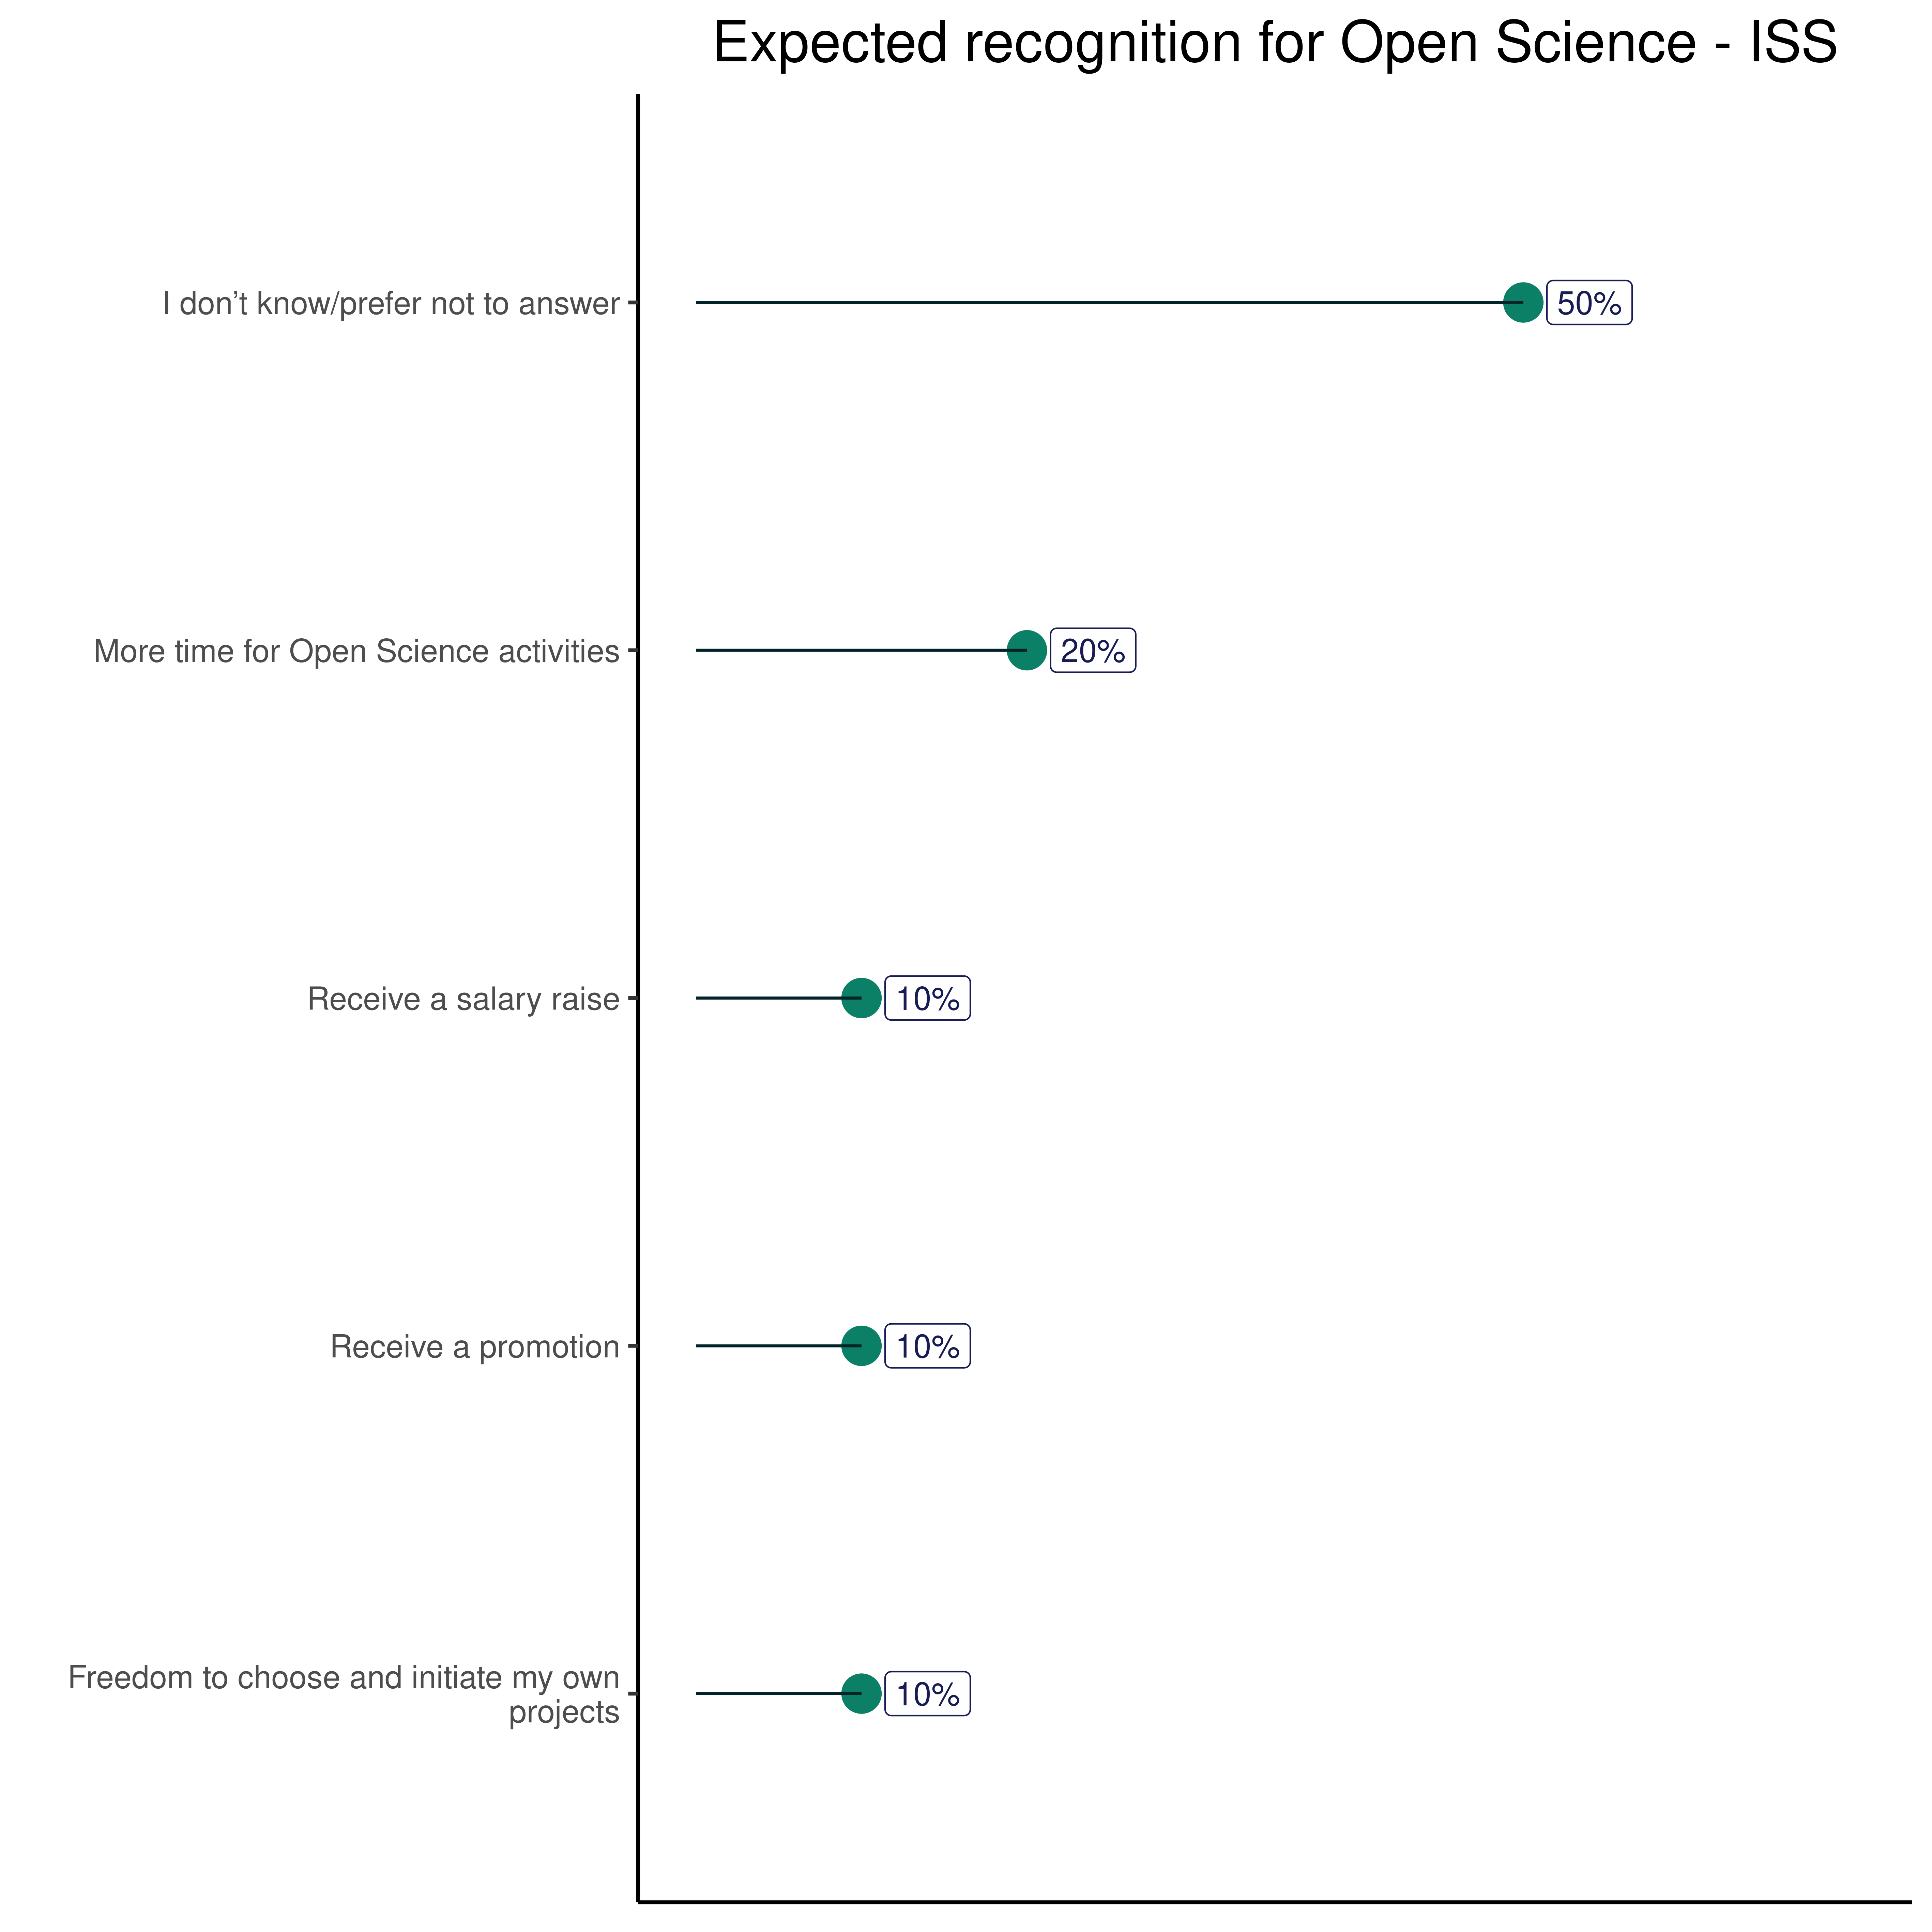 Expected recognition for Open Science - ISS
I don’t know/prefer not to answer
50%
More time for Open Science activities
20%
Receive a salary raise
10%
Receive a promotion
10%
Freedom to choose and initiate my own
projects
10%